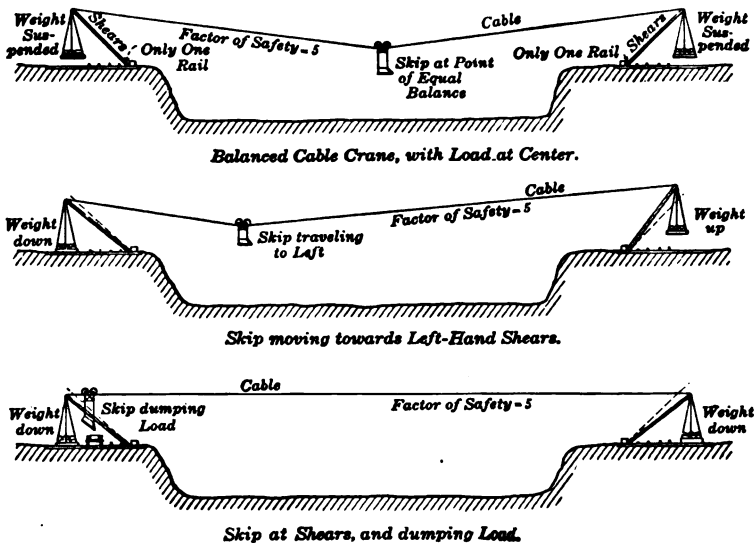 Weight
Sus-
pended
Shears
Only One
Rail
Factor of Safety=5
Cable
Skip at Point
of Equal
Balance
Only One Rail
Shears
Weight
Sus-
pended
Balanced Cable Crane, with Load at Center.
Weight
down
Skip traveling
to Left
Cable
Factor of Safety=5
Weight
up
Skip moving towards Left-Hand Shears.
Weight
down
Skip dumping
Load
Cable
Factor of Safety=5
Weight
down
Skip at Shears, and dumping Load.